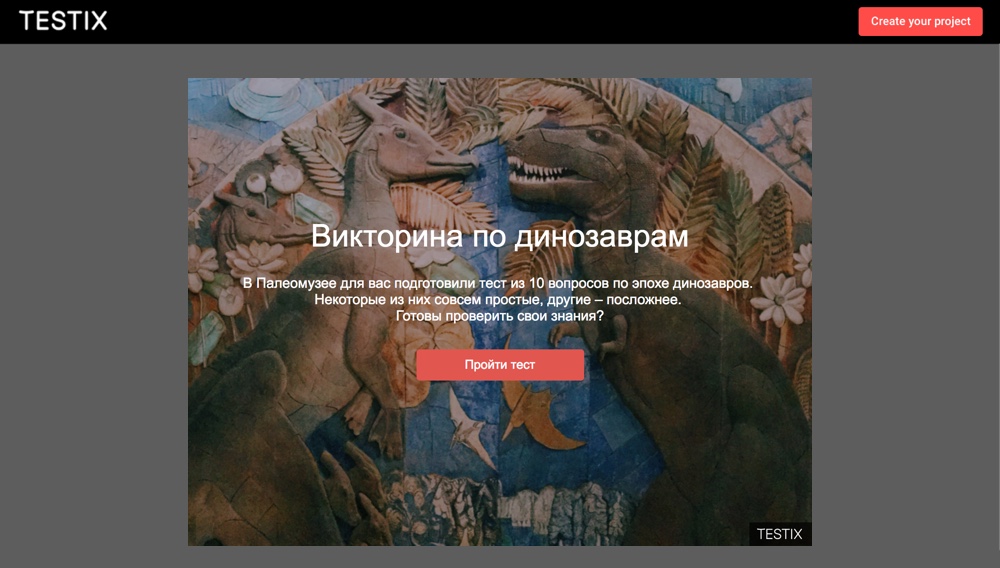 TESTIX
Create your project
Викторина по динозаврам
В Палеомузее для вас подготовили тест из 10 вопросов по эпохе динозавров.
Некоторые из них совсем простые, другие – посложнее.
Готовы проверить свои знания?
Пройти тест
TESTIX